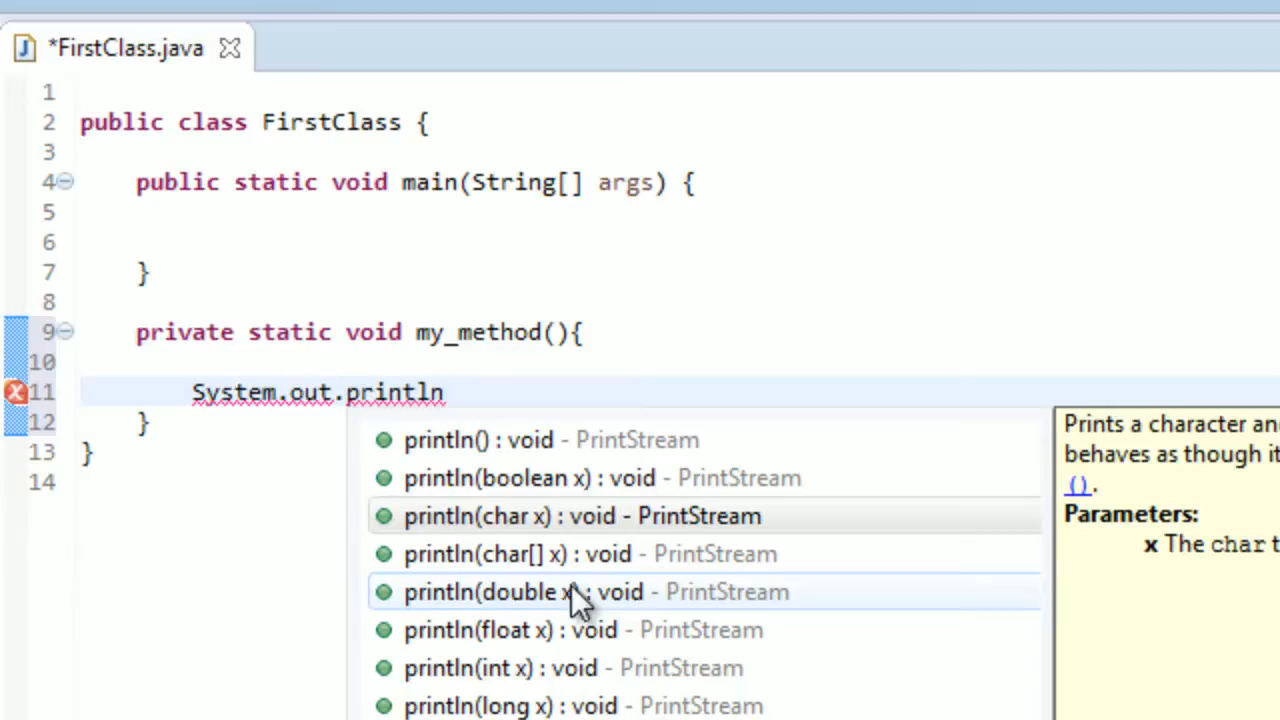 *FirstClass.java
1
2 public class FirstClass {
3
4 public static void main(String[] args) {
5
6
7 }
8
9 private static void my_method(){
10
11 System.out.println
12 }
13 }
14
println() : void - PrintStream
println(boolean x) : void - PrintStream
println(char x) : void - PrintStream
println(char[] x) : void - PrintStream
println(double x) : void - PrintStream
println(float x) : void - PrintStream
println(int x) : void - PrintStream
println(long x) : void - PrintStream
Prints a character an
behaves as though it
().
Parameters:
x The char t